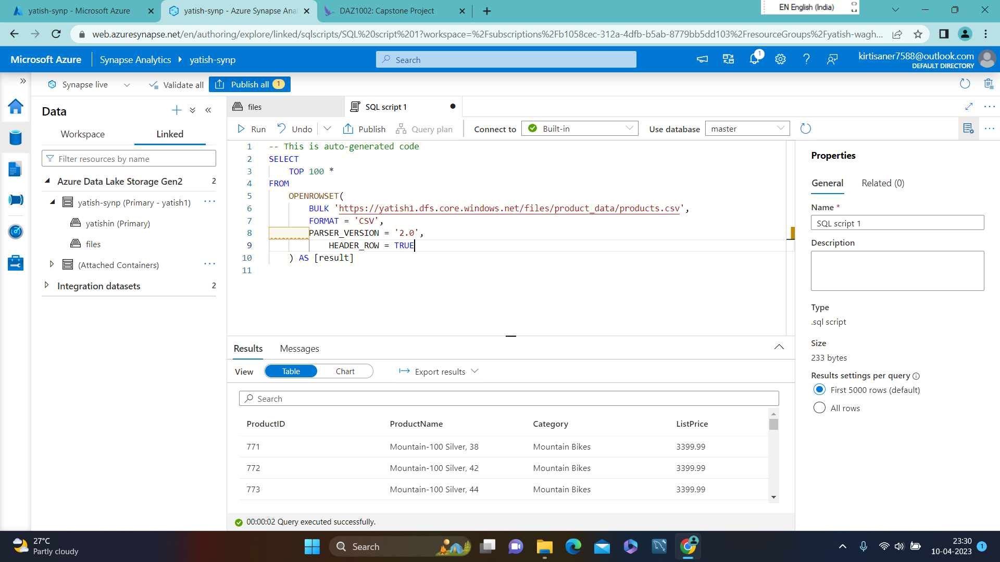 yatish-synp - Microsoft Azure
yatish-synp - Azure Synapse Anal
DAZ1002: Capstone Project
EN English (India)
web.azuresynapse.net/en/authoring/explore/linked/sqlscripts/SQL%20script%201?workspace=%2Fsubscriptions%2Fb1058cec-312a-4dfb-b5ab-8779bb5dd103%2FresourceGroups%2Fyatish-wagh...
Microsoft Azure
Synapse Analytics
yatish-synp
Search
1
kirtisaner7588@outlook.com
DEFAULT DIRECTORY
Synapse live
Validate all
Publish all 1
Data
Workspace
Linked
Filter resources by name
Azure Data Lake Storage Gen2 2
yatish-synp (Primary - yatish1)
yatishin (Primary)
files
(Attached Containers)
Integration datasets 2
files
SQL script 1
Run
Undo
Publish
Query plan
Connect to
Built-in
Use database
master
1 -- This is auto-generated code
2 SELECT
3 TOP 100 *
4 FROM
5 OPENROWSET(
6 BULK 'https://yatish1.dfs.core.windows.net/files/product_data/products.csv',
7 FORMAT = 'CSV',
8 PARSER_VERSION = '2.0',
9 HEADER_ROW = TRUE
10 ) AS [result]
11
Results
Messages
View
Table
Chart
Export results
Search
ProductID ProductName Category ListPrice
771 Mountain-100 Silver, 38 Mountain Bikes 3399.99
772 Mountain-100 Silver, 42 Mountain Bikes 3399.99
773 Mountain-100 Silver, 44 Mountain Bikes 3399.99
00:00:02 Query executed successfully.
Properties
General
Related (0)
Name *
SQL script 1
Description
Type
.sql script
Size
233 bytes
Results settings per query
First 5000 rows (default)
All rows
27°C
Partly cloudy
Search
23:30
10-04-2023
1